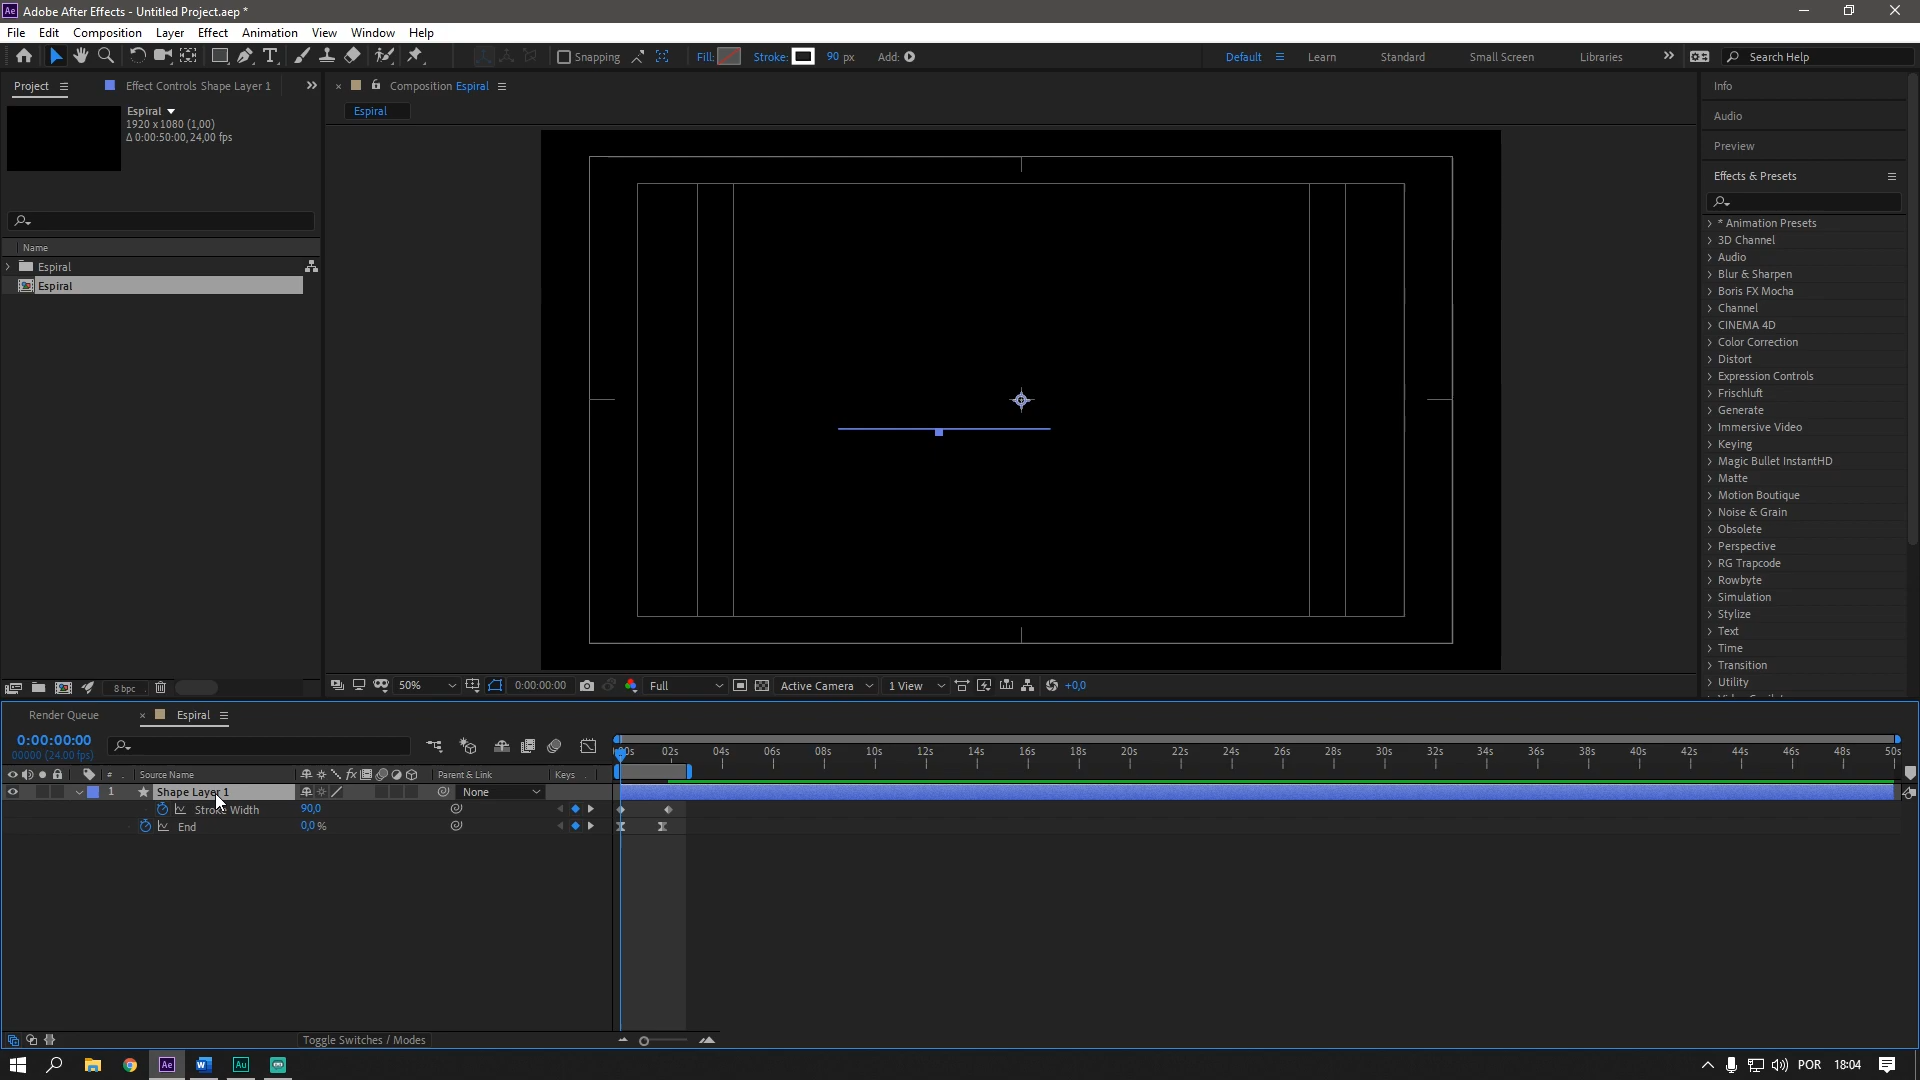 Ae Adobe After Effects - Untitled Project.aep *
File Edit Composition Layer Effect Animation View Window Help
Snapping Fill: Stroke: 90 px Add: Default Learn Standard Small Screen Libraries Search Help
Project Effect Controls Shape Layer 1
Composition Espiral
Espiral
Espiral
1920 x 1080 (1,00)
Δ 0:00:50:00, 24,00 fps
Name
Espiral
Espiral
8 bpc
50% 0:00:00:00 Full Active Camera 1 View +0,0
Info
Audio
Preview
Effects & Presets
* Animation Presets
3D Channel
Audio
Blur & Sharpen
Boris FX Mocha
Channel
CINEMA 4D
Color Correction
Distort
Expression Controls
Frischluft
Generate
Immersive Video
Keying
Magic Bullet InstantHD
Matte
Motion Boutique
Noise & Grain
Obsolete
Perspective
RG Trapcode
Rowbyte
Simulation
Stylize
Text
Time
Transition
Utility
Render Queue Espiral
0:00:00:00
00000 (24.00 fps)
02s 04s 06s 08s 10s 12s 14s 16s 18s 20s 22s 24s 26s 28s 30s 32s 34s 36s 38s 40s 42s 44s 46s 48s 50s
# Source Name Parent & Link Keys
1 Shape Layer 1 None
Stroke Width 90,0
End 0,0 %
Toggle Switches / Modes
Ae Au POR 18:04